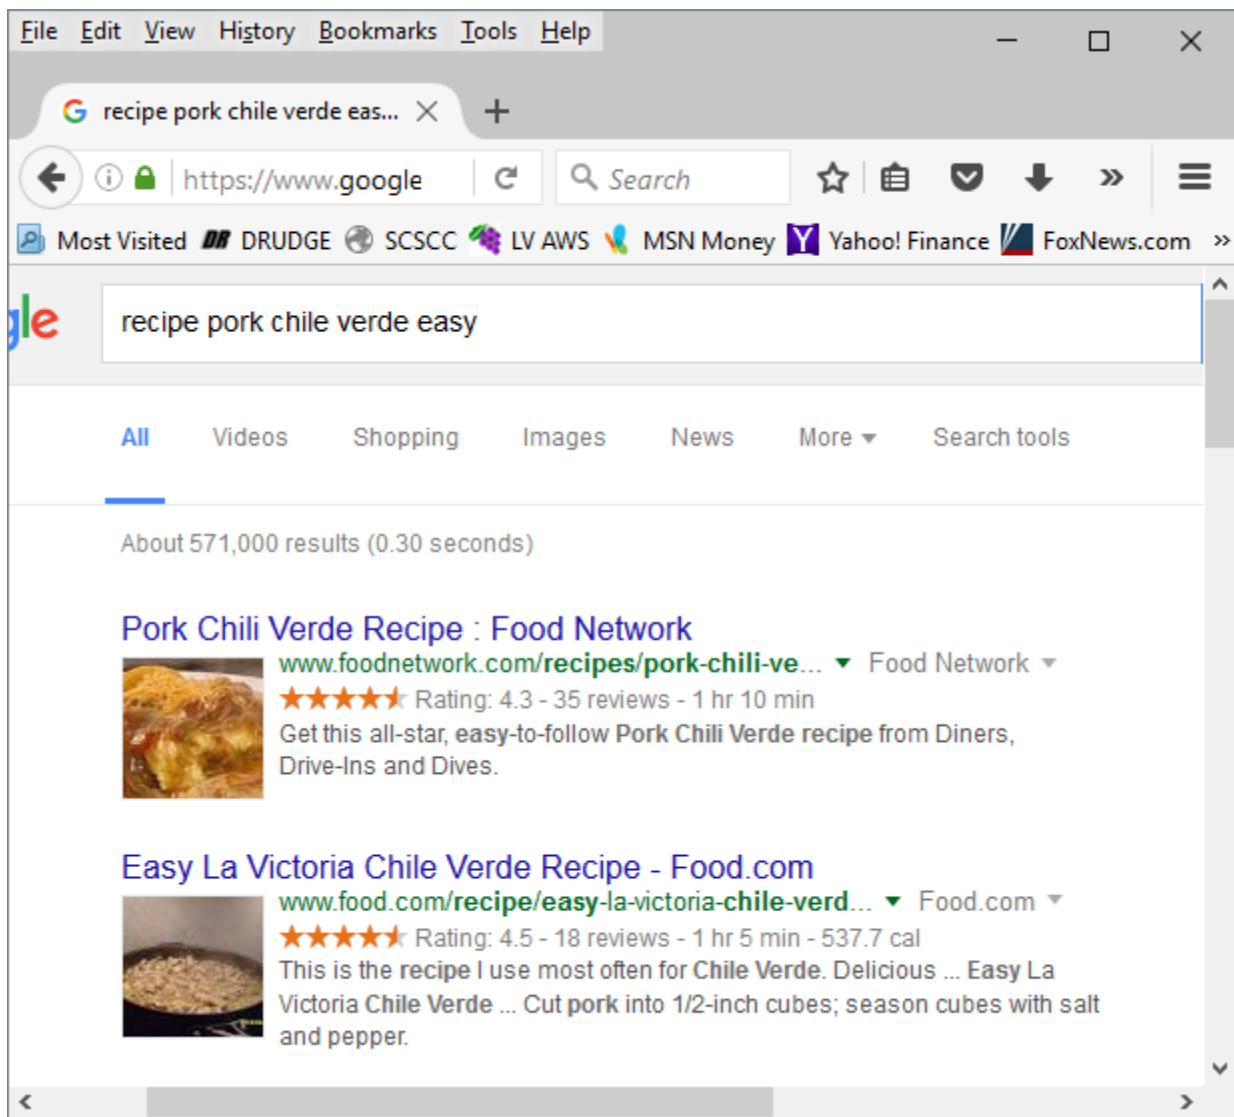 File Edit View History Bookmarks Tools Help
recipe pork chile verde eas...
https://www.google Search
Most Visited DR DRUDGE SCSCC LV AWS MSN Money Y Yahoo! Finance FoxNews.com »
gle recipe pork chile verde easy
All Videos Shopping Images News More Search tools
About 571,000 results (0.30 seconds)
Pork Chili Verde Recipe : Food Network
www.foodnetwork.com/recipes/pork-chili-ve... Food Network
Rating: 4.3 - 35 reviews - 1 hr 10 min
Get this all-star, easy-to-follow Pork Chili Verde recipe from Diners,
Drive-Ins and Dives.
Easy La Victoria Chile Verde Recipe - Food.com
www.food.com/recipe/easy-la-victoria-chile-verd... Food.com
Rating: 4.5 - 18 reviews - 1 hr 5 min - 537.7 cal
This is the recipe I use most often for Chile Verde. Delicious ... Easy La
Victoria Chile Verde ... Cut pork into 1/2-inch cubes; season cubes with salt
and pepper.